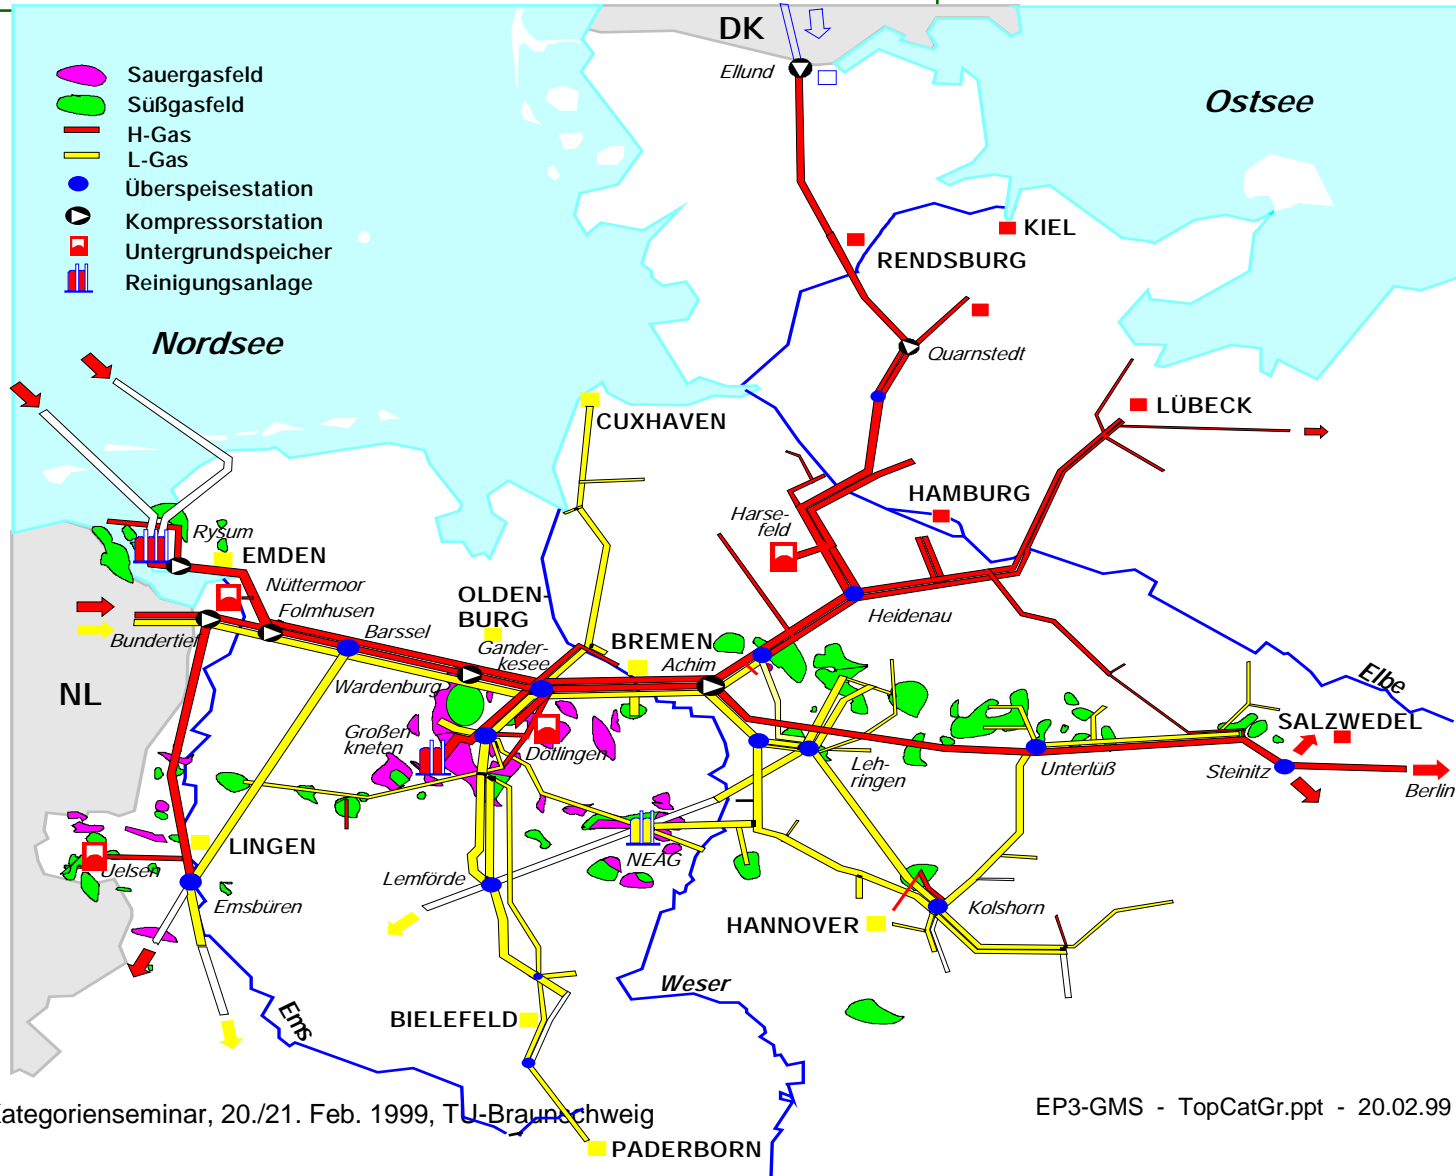 DK
Ellund
Ostsee
Sauergasfeld
Süßgasfeld
H-Gas
L-Gas
Überspeisestation
Kompressorstation
Untergrundspeicher
Reinigungsanlage
KIEL
RENDSBURG
Nordsee
Quarnstedt
CUXHAVEN
LÜBECK
HAMBURG
Harse-
feld
Rysum
EMDEN
Nüttermoor
Folmhusen
OLDEN-
BURG
Heidenau
Bundertief
Barssel
Gander-
kesee
BREMEN
Achim
Wardenburg
NL
Elbe
SALZWEDEL
Großen
kneten
Dötlingen
Leh-
ringen
Unterlüß
Steinitz
Berlin
LINGEN
NEAG
Uelsen
Lemförde
Emsbüren
Kolshorn
HANNOVER
Weser
Ems
BIELEFELD
Kategorienseminar, 20./21. Feb. 1999, TU-Braunschweig
EP3-GMS - TopCatGr.ppt - 20.02.99
PADERBORN